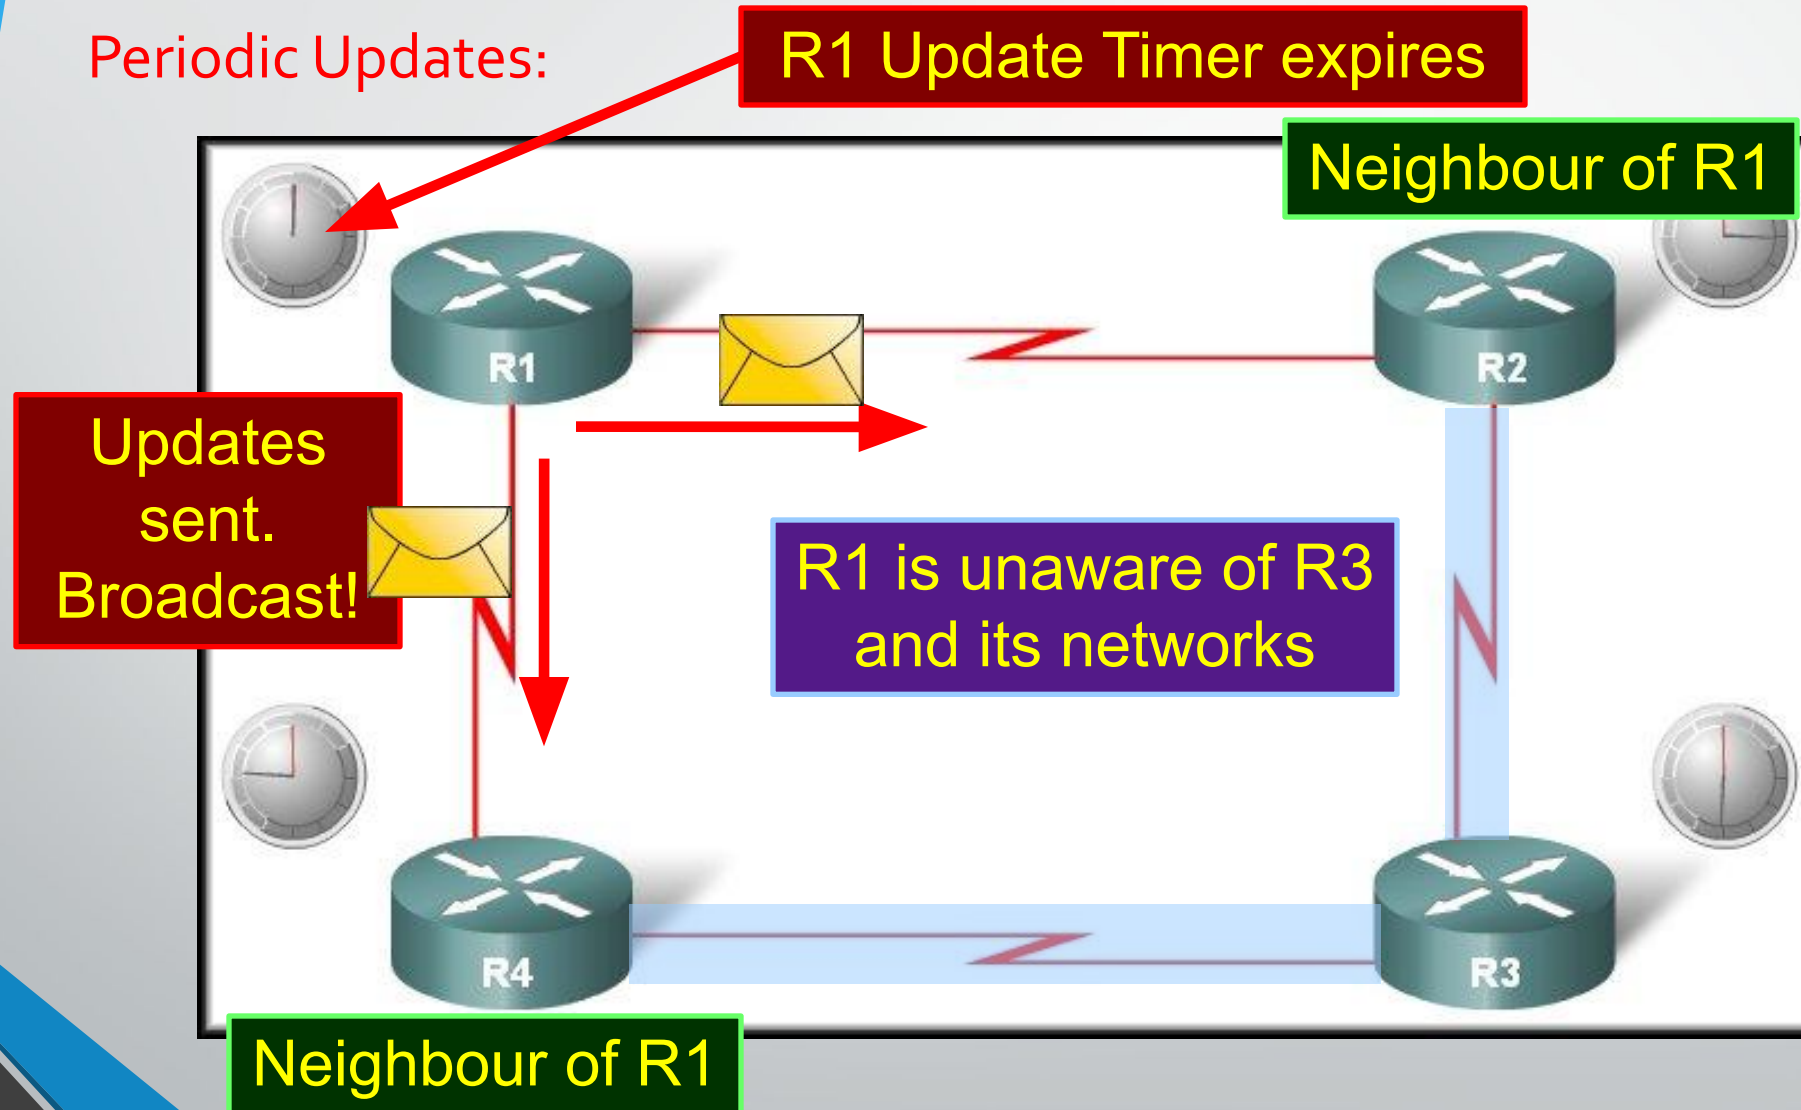 Periodic Updates:
R1 Update Timer expires
Neighbour of R1
R1
R2
Updates
sent.
Broadcast!
R1 is unaware of R3
and its networks
R4
R3
Neighbour of R1